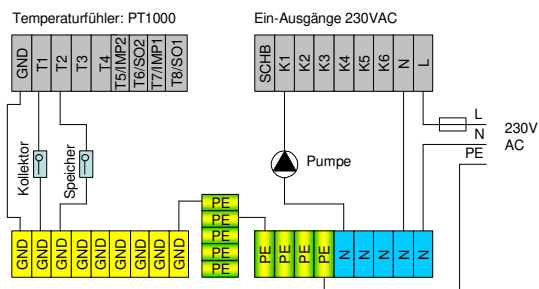 Temperaturfühler: PT1000
Ein-Ausgänge 230VAC
GND T1 T2 T3 T4 T5/IMP2 T6/SO2 T7/IMP1 T8/SO1
SCHB K1 K2 K3 K4 K5 K6 N L
L
N
PE
230V
AC
Kollektor
Speicher
Pumpe
PE
PE
PE
PE
PE
GND GND GND GND GND GND GND GND
PE PE PE PE N N N N N